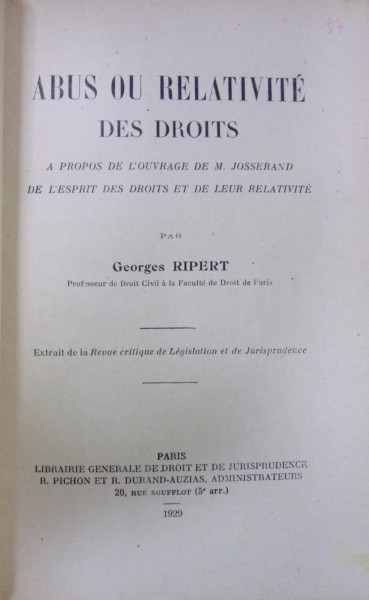 37
ABUS OU RELATIVITÉ
DES DROITS
A PROPOS DE L'OUVRAGE DE M. JOSSERAND
DE L'ESPRIT DES DROITS ET DE LEUR RELATIVITÉ
PAR
Georges RIPERT
Professeur de Droit Civil à la Faculté de Droit de Paris
Extrait de la Revue critique de Législation et de Jurisprudence
PARIS
LIBRAIRIE GENERALE DE DROIT ET DE JURISPRUDENCE
R. PICHON ET R. DURAND-AUZIAS, ADMINISTRATEURS
20, RUE SOUFFLOT (5e arr.)
1929